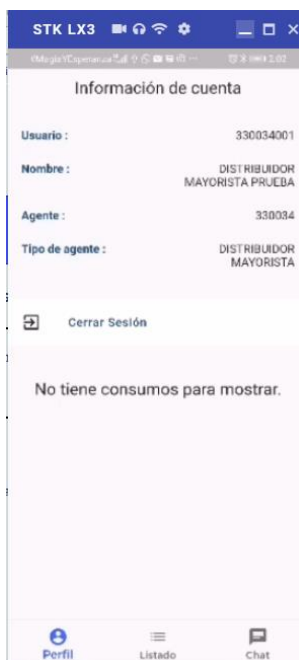 STK LX3
Información de cuenta
Usuario :
330034001
Nombre :
DISTRIBUIDOR
MAYORISTA PRUEBA
Agente :
330034
Tipo de agente :
DISTRIBUIDOR
MAYORISTA
Cerrar Sesión
No tiene consumos para mostrar.
Perfil
Listado
Chat